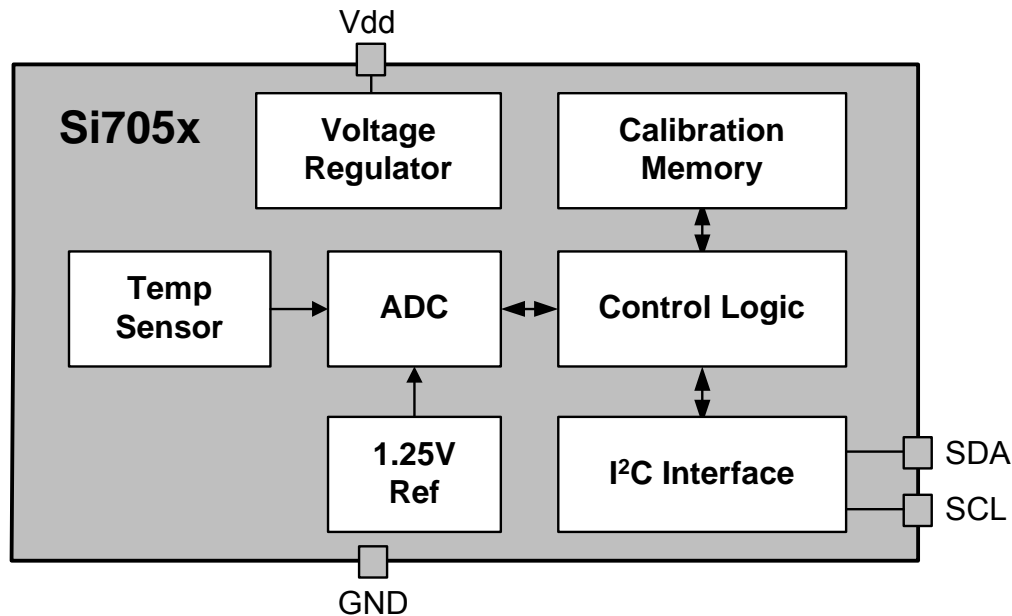 Vdd
Si705x
Voltage
Regulator
Calibration
Memory
Temp
Sensor
ADC
Control Logic
1.25V
Ref
I²C Interface
SDA
SCL
GND